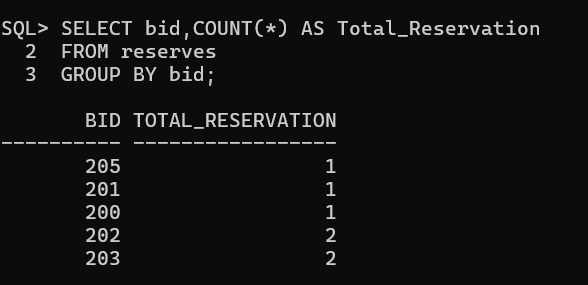 SQL> SELECT bid,COUNT(*) AS Total_Reservation
  2  FROM reserves
  3  GROUP BY bid;

       BID TOTAL_RESERVATION
---------- -----------------
       205                 1
       201                 1
       200                 1
       202                 2
       203                 2